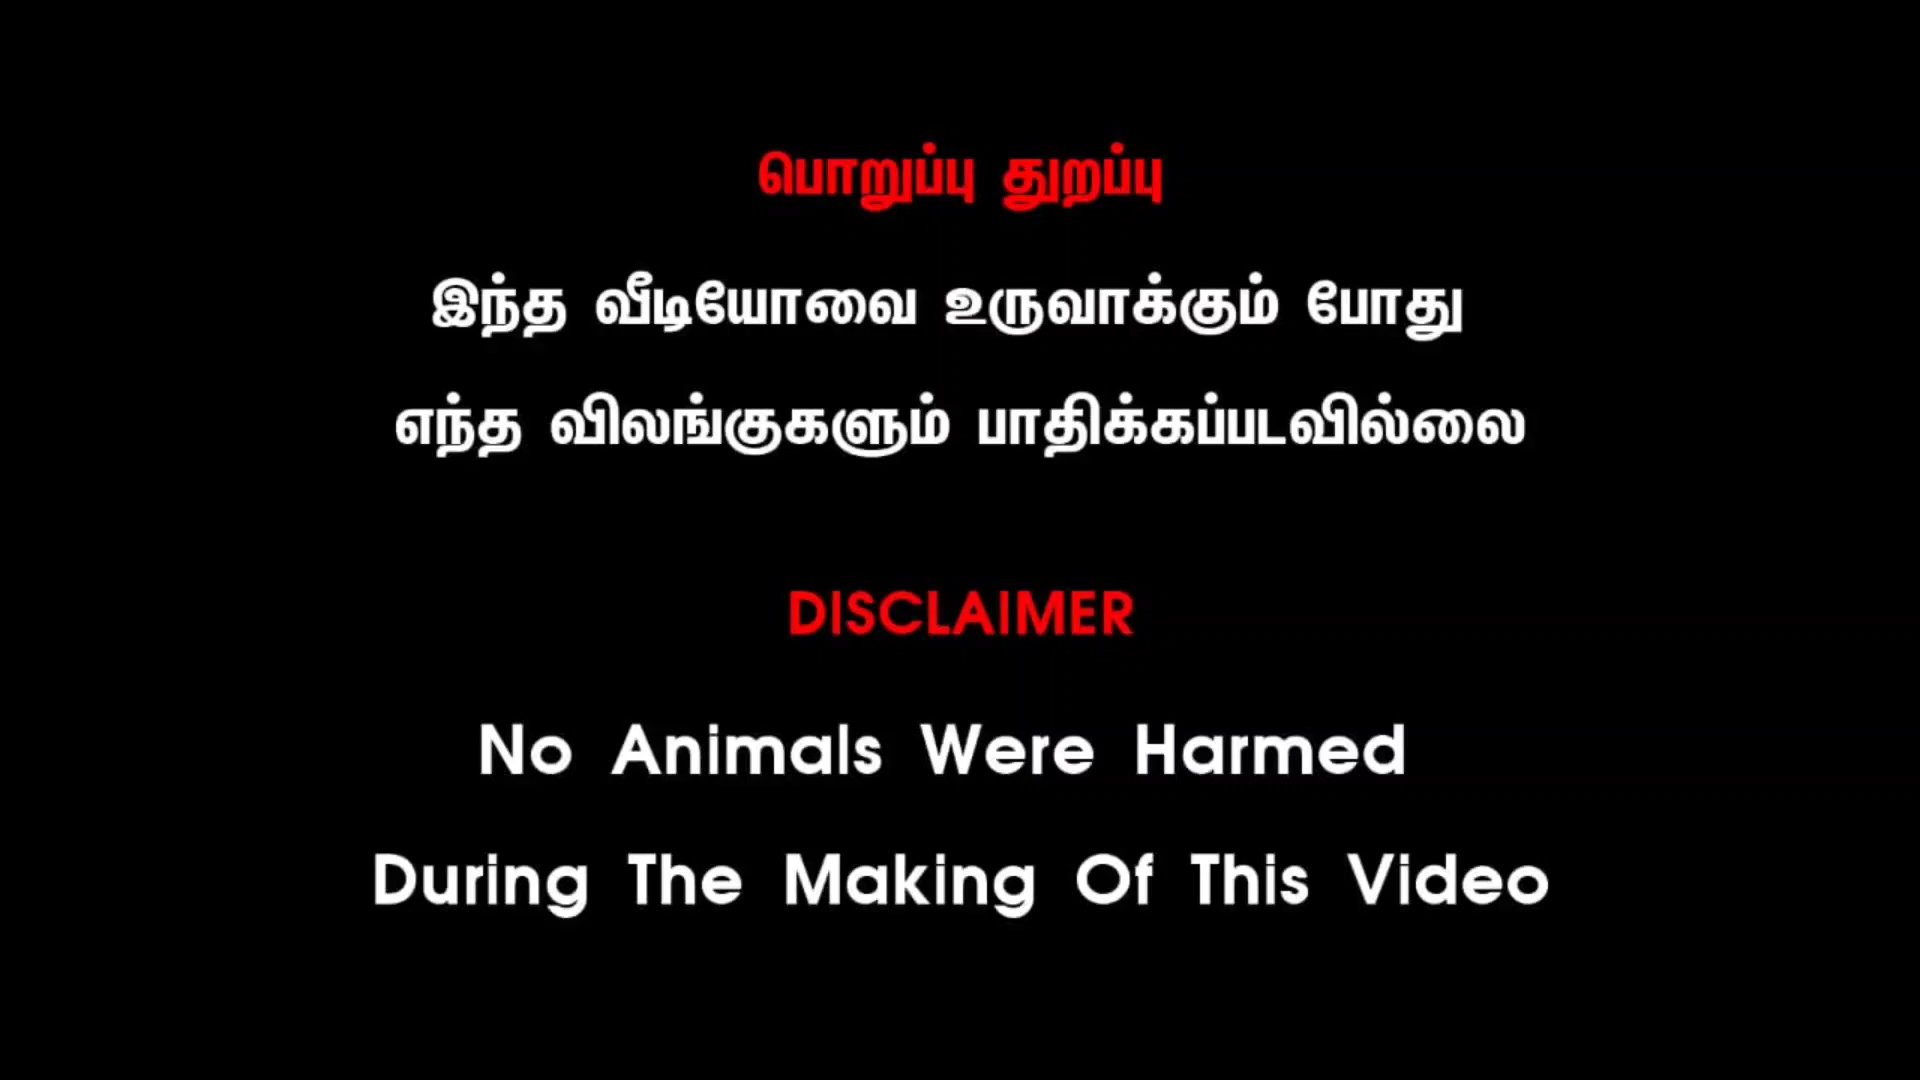 பொறுப்பு துறப்பு
இந்த வீடியோவை உருவாக்கும் போது
எந்த விலங்குகளும் பாதிக்கப்படவில்லை
DISCLAIMER
No Animals Were Harmed
During The Making Of This Video